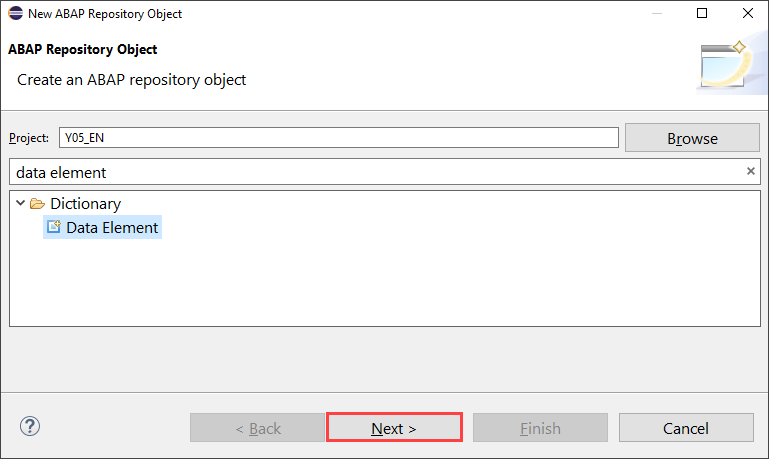 New ABAP Repository Object
ABAP Repository Object
Create an ABAP repository object
Project: Y05_EN Browse
data element
Dictionary
Data Element
? < Back Next > Finish Cancel